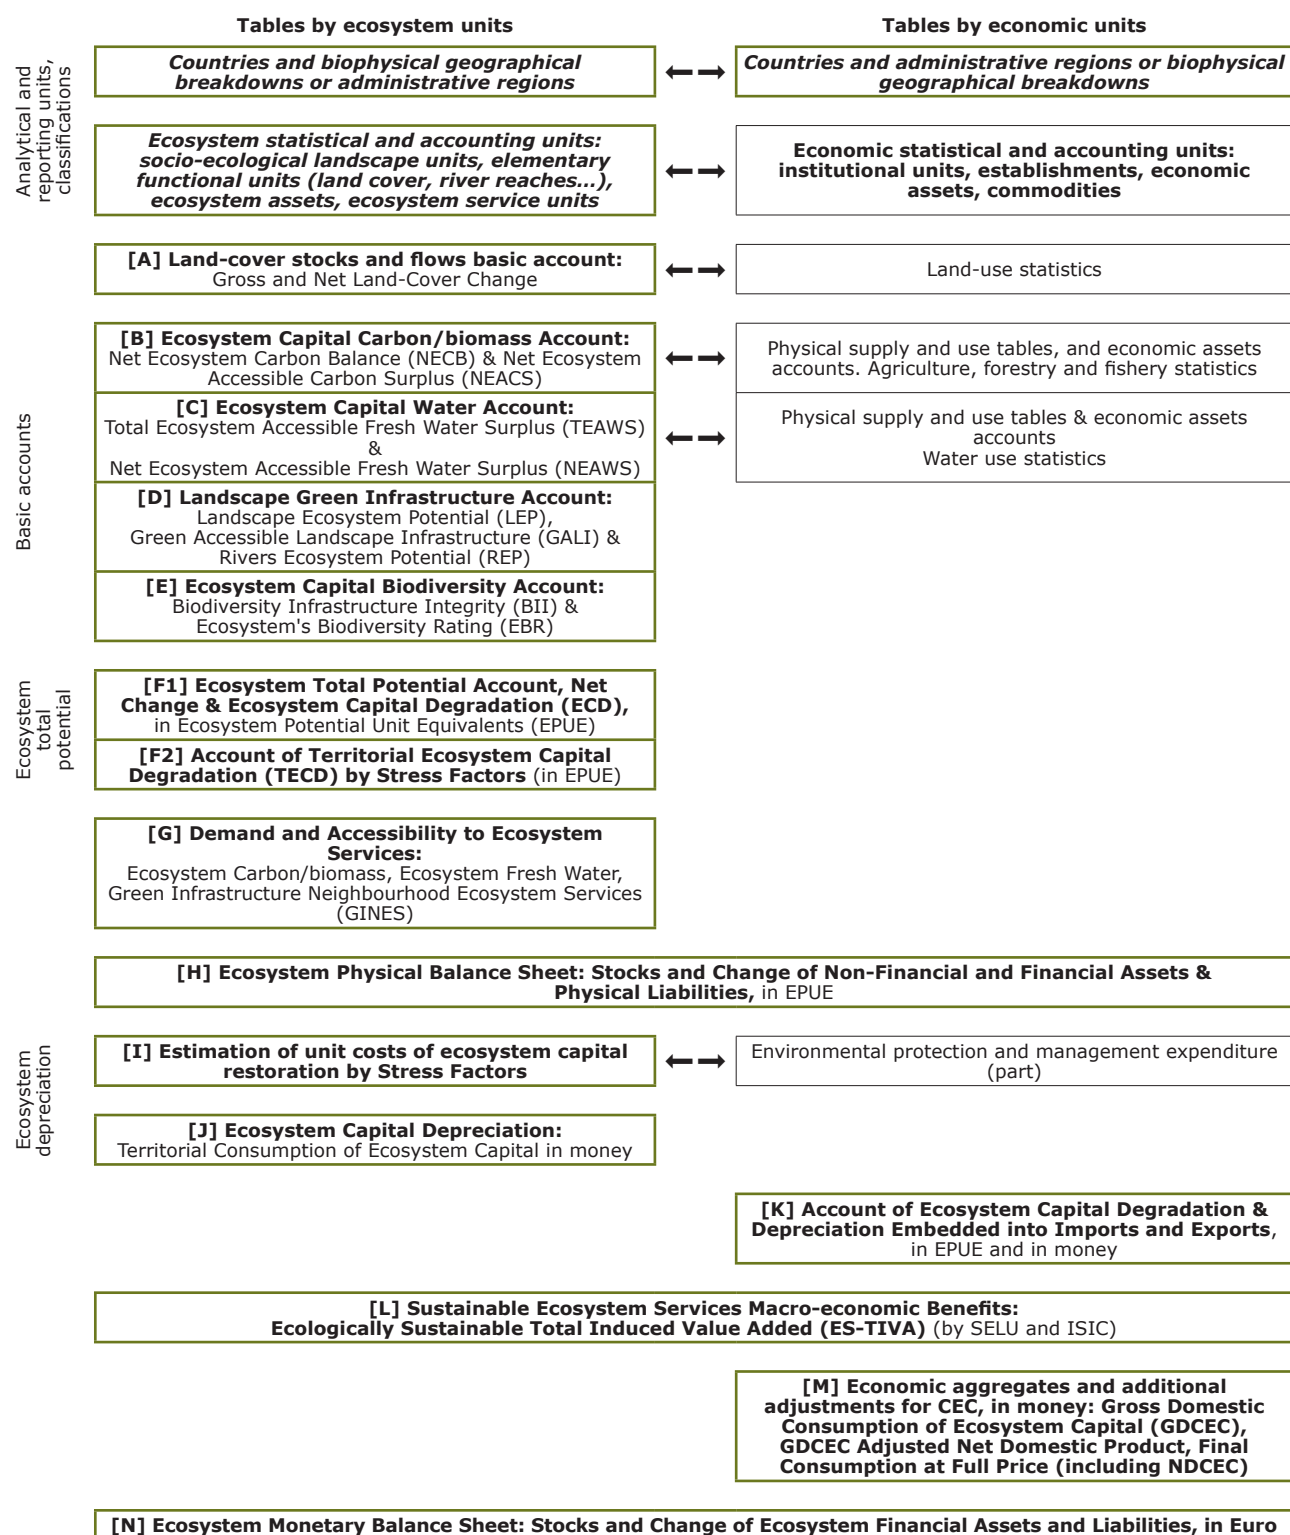 Tables by ecosystem units
Tables by economic units
Analytical and
reporting units,
classifications
Countries and biophysical geographical
breakdowns or administrative regions
Countries and administrative regions or biophysical
geographical breakdowns
Ecosystem statistical and accounting units:
socio-ecological landscape units, elementary
functional units (land cover, river reaches...),
ecosystem assets, ecosystem service units
Economic statistical and accounting units:
institutional units, establishments, economic
assets, commodities
Basic accounts
[A] Land-cover stocks and flows basic account:
Gross and Net Land-Cover Change
Land-use statistics
[B] Ecosystem Capital Carbon/biomass Account:
Net Ecosystem Carbon Balance (NECB) & Net Ecosystem
Accessible Carbon Surplus (NEACS)
Physical supply and use tables, and economic assets
accounts. Agriculture, forestry and fishery statistics
[C] Ecosystem Capital Water Account:
Total Ecosystem Accessible Fresh Water Surplus (TEAWS)
&
Net Ecosystem Accessible Fresh Water Surplus (NEAWS)
Physical supply and use tables & economic assets
accounts
Water use statistics
[D] Landscape Green Infrastructure Account:
Landscape Ecosystem Potential (LEP),
Green Accessible Landscape Infrastructure (GALI) &
Rivers Ecosystem Potential (REP)
[E] Ecosystem Capital Biodiversity Account:
Biodiversity Infrastructure Integrity (BII) &
Ecosystem's Biodiversity Rating (EBR)
Ecosystem
total
potential
[F1] Ecosystem Total Potential Account, Net
Change & Ecosystem Capital Degradation (ECD),
in Ecosystem Potential Unit Equivalents (EPUE)
[F2] Account of Territorial Ecosystem Capital
Degradation (TECD) by Stress Factors (in EPUE)
[G] Demand and Accessibility to Ecosystem
Services:
Ecosystem Carbon/biomass, Ecosystem Fresh Water,
Green Infrastructure Neighbourhood Ecosystem Services
(GINES)
[H] Ecosystem Physical Balance Sheet: Stocks and Change of Non-Financial and Financial Assets &
Physical Liabilities, in EPUE
Ecosystem
depreciation
[I] Estimation of unit costs of ecosystem capital
restoration by Stress Factors
Environmental protection and management expenditure
(part)
[J] Ecosystem Capital Depreciation:
Territorial Consumption of Ecosystem Capital in money
[K] Account of Ecosystem Capital Degradation &
Depreciation Embedded into Imports and Exports,
in EPUE and in money
[L] Sustainable Ecosystem Services Macro-economic Benefits:
Ecologically Sustainable Total Induced Value Added (ES-TIVA) (by SELU and ISIC)
[M] Economic aggregates and additional
adjustments for CEC, in money: Gross Domestic
Consumption of Ecosystem Capital (GDCEC),
GDCEC Adjusted Net Domestic Product, Final
Consumption at Full Price (including NDCEC)
[N] Ecosystem Monetary Balance Sheet: Stocks and Change of Ecosystem Financial Assets and Liabilities, in Euro